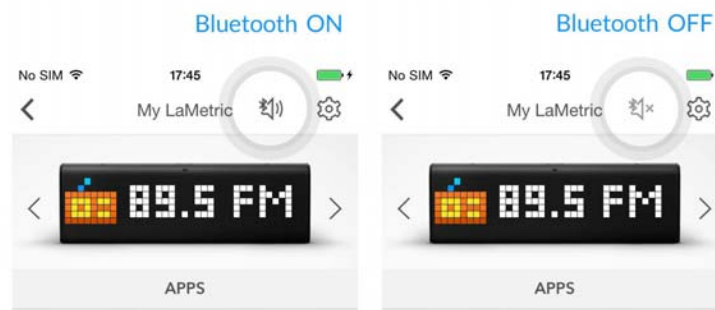 Bluetooth ON
No SIM 17:45
My LaMetric
89.5 FM
APPS
Bluetooth OFF
No SIM 17:45
My LaMetric
89.5 FM
APPS